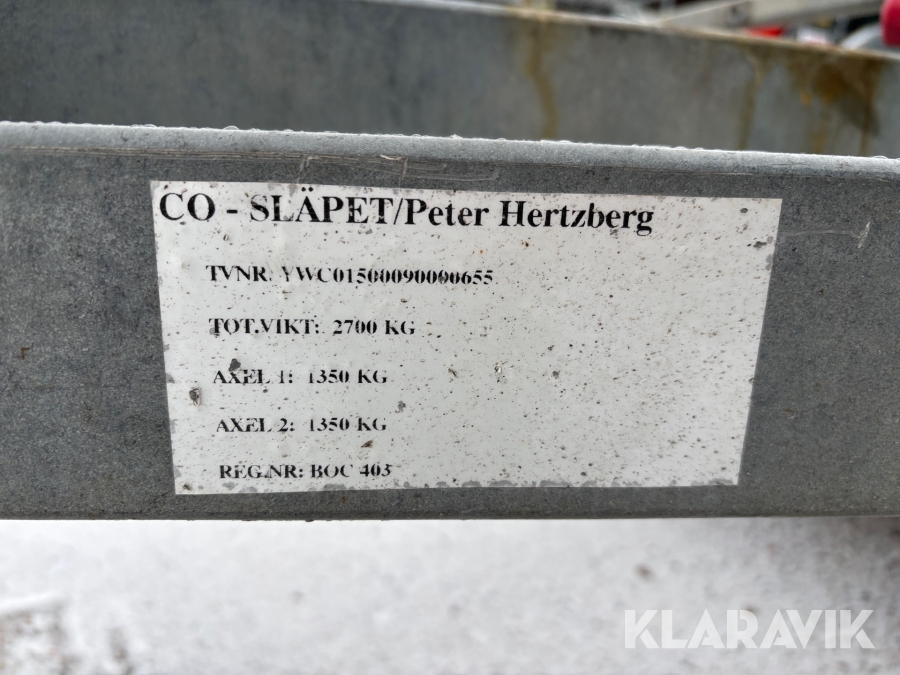 CO - SLÄPET/Peter Hertzberg
TVNR: YWC01500090000655
TOT.VIKT: 2700 KG
AXEL 1: 1350 KG
AXEL 2: 1350 KG
REG.NR: BOC 403
KLARAVIK